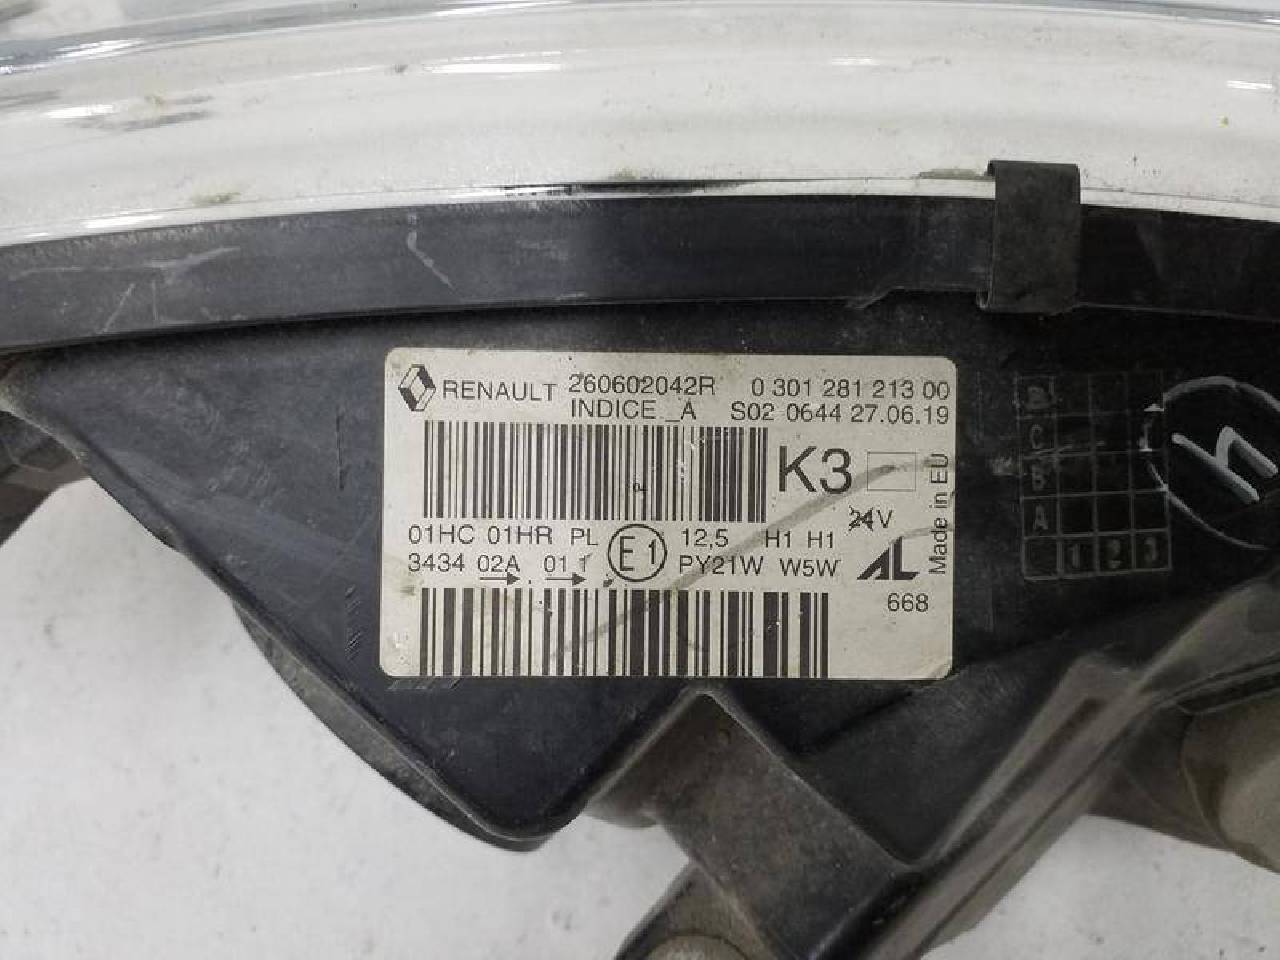 RENAULT 260602042R 0 301 281 213 00
INDICE_A S02 0644 27.06.19
K3
Made in EU
24V
01HC 01HR PL E1 12,5 H1 H1
3434 02A 01 1 PY21W W5W AL
668
B
C
B
A
1 2 3
h